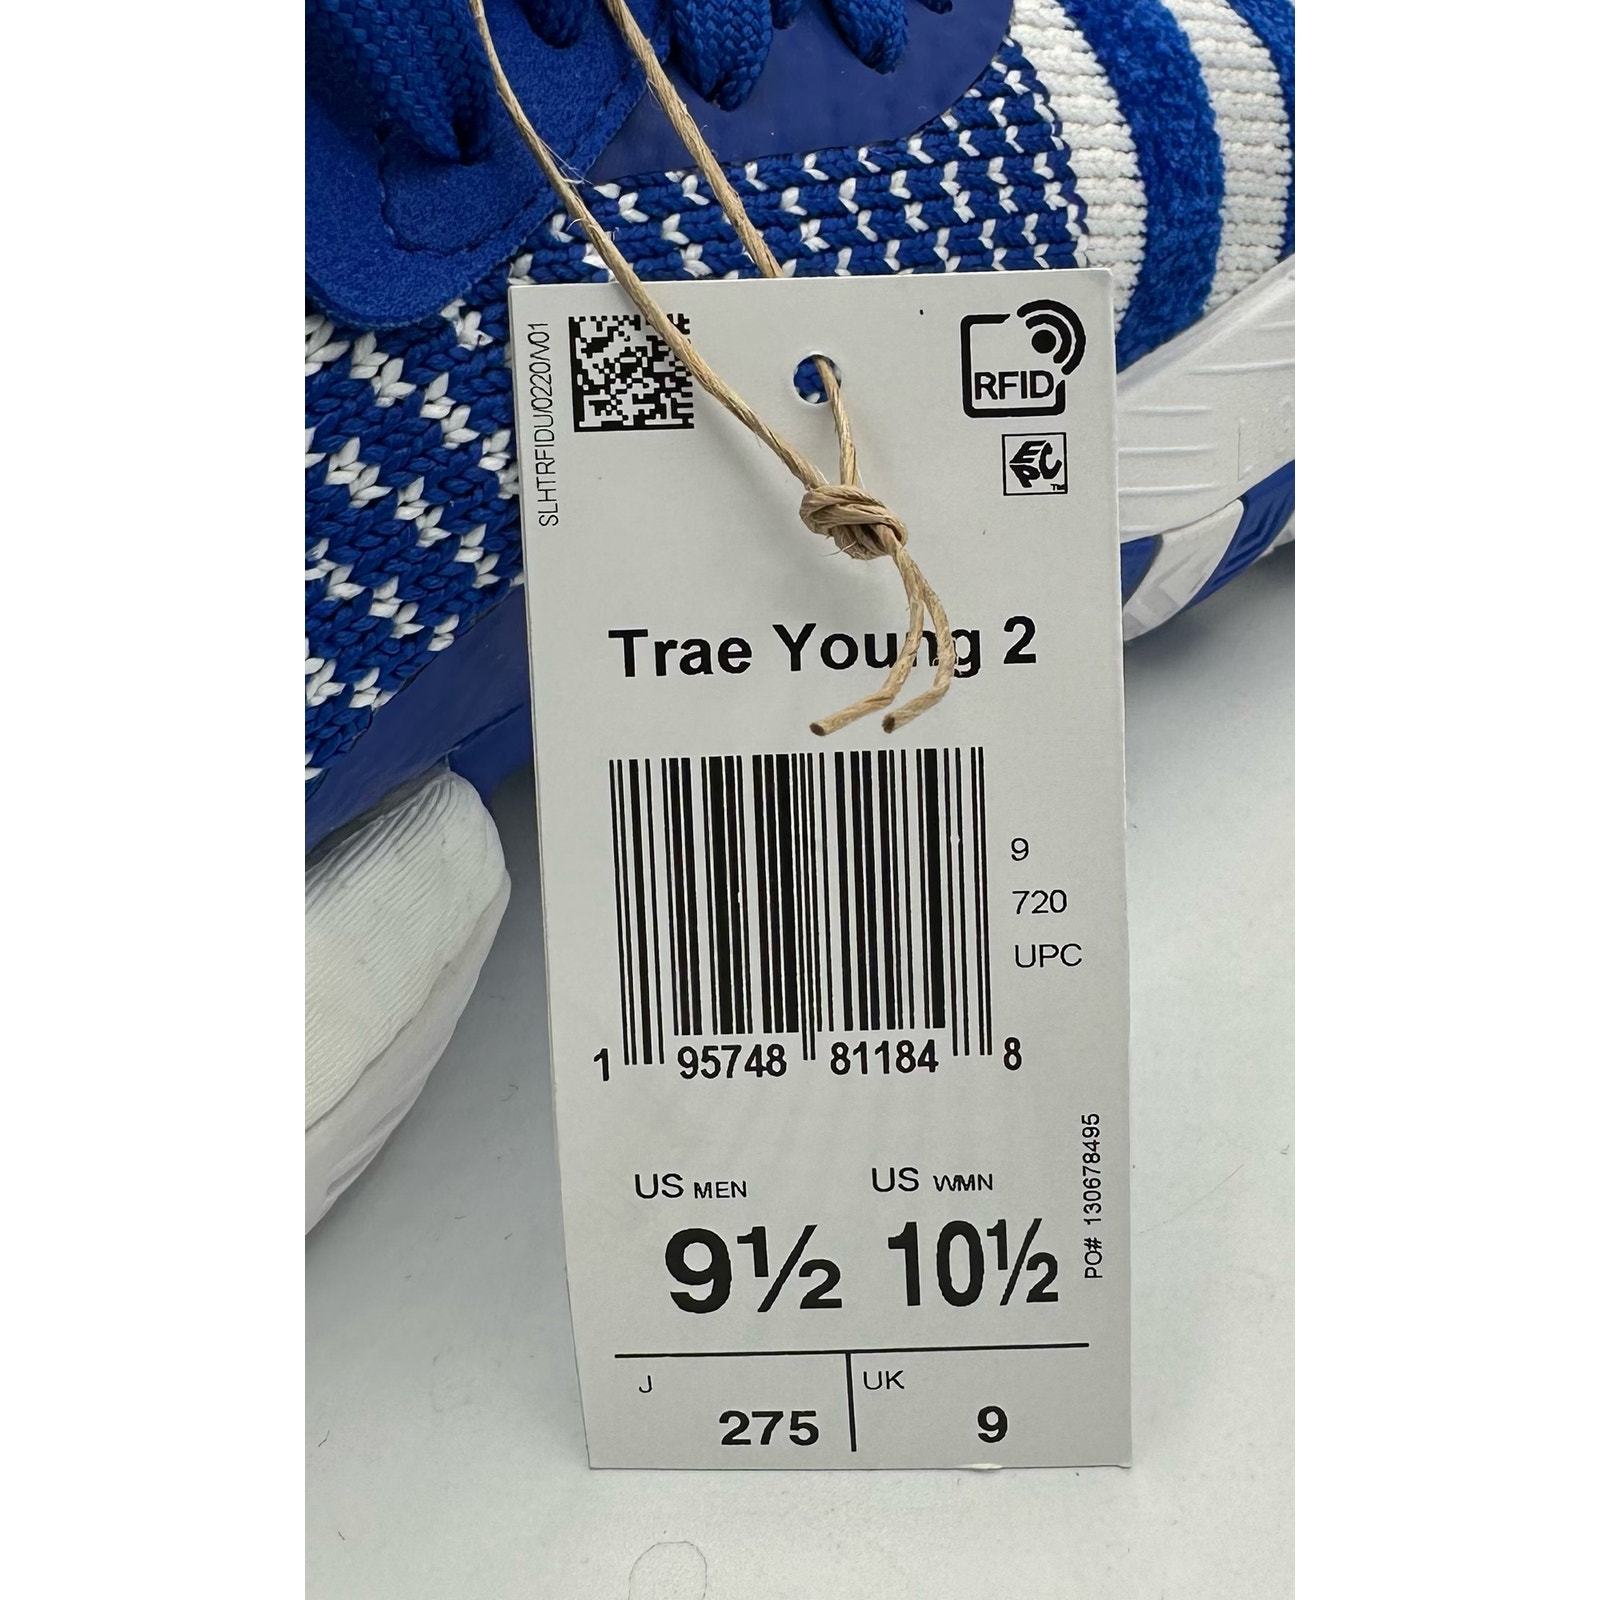 SLHTRFIDU/0220/V01
RFID
EPC
TM
Trae Young 2
9
720
UPC
1 95748 81184 8
PO# 130678495
US MEN US WMN
9½ 10½
J UK
275 9